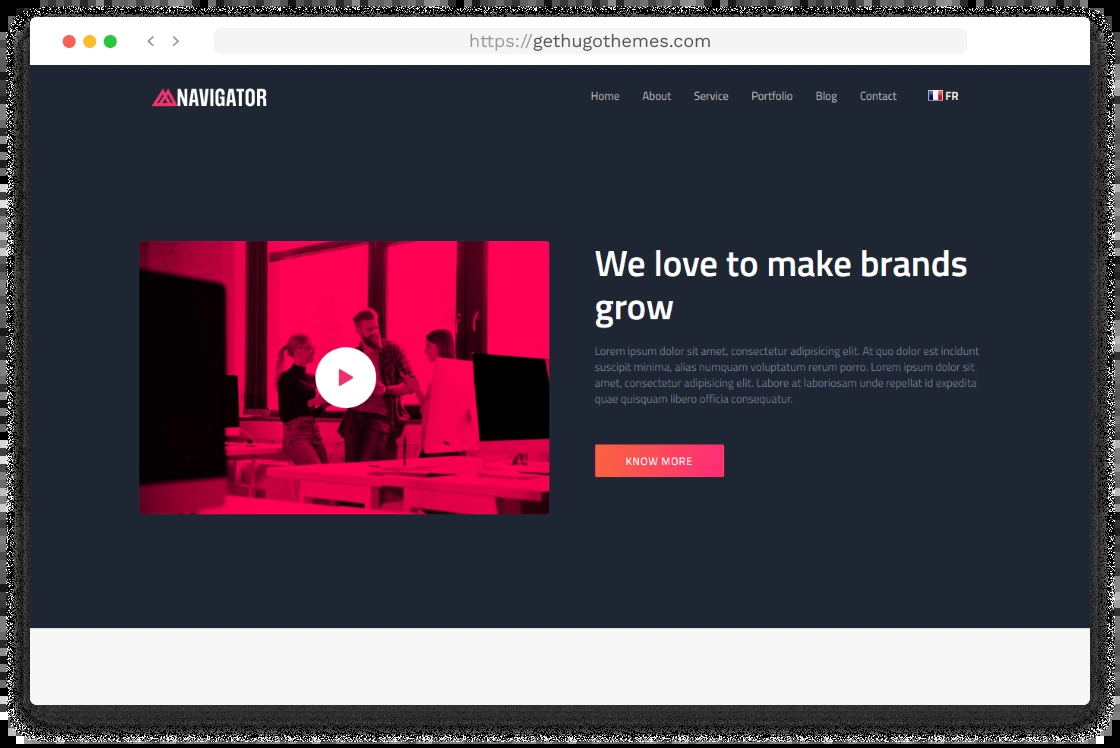 https://gethugothemes.com
NAVIGATOR
Home About Service Portfolio Blog Contact FR
We love to make brands
grow
Lorem ipsum dolor sit amet, consectetur adipisicing elit. At quo dolor est incidunt
suscipit minima, alias numquam voluptatum rerum porro. Lorem ipsum dolor sit
amet, consectetur adipisicing elit. Labore at laboriosam unde repellat id expedita
quae quisquam libero officia consequatur.
KNOW MORE